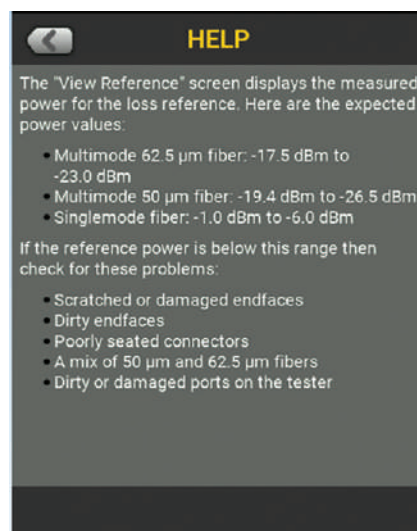 HELP
The "View Reference" screen displays the measured
power for the loss reference. Here are the expected
power values:
• Multimode 62.5 µm fiber: -17.5 dBm to
-23.0 dBm
• Multimode 50 µm fiber: -19.4 dBm to -26.5 dBm
• Singlemode fiber: -1.0 dBm to -6.0 dBm
If the reference power is below this range then
check for these problems:
• Scratched or damaged endfaces
• Dirty endfaces
• Poorly seated connectors
• A mix of 50 µm and 62.5 µm fibers
• Dirty or damaged ports on the tester